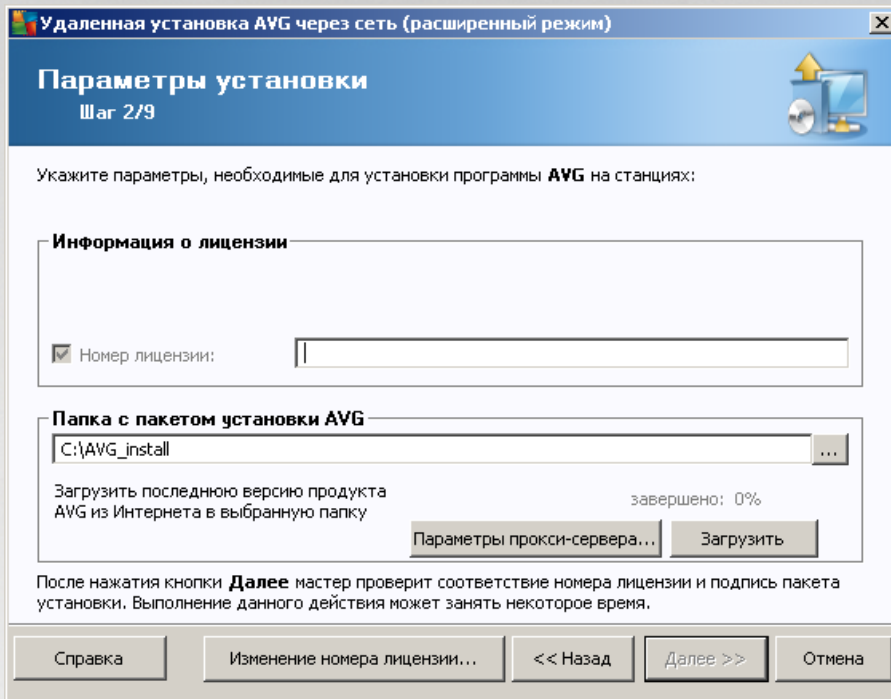 Удаленная установка AVG через сеть (расширенный режим)
Параметры установки
Шаг 2/9
Укажите параметры, необходимые для установки программы AVG на станциях:
Информация о лицензии
Номер лицензии:
Папка с пакетом установки AVG
C:\AVG_install
...
Загрузить последнюю версию продукта
AVG из Интернета в выбранную папку
завершено: 0%
Параметры прокси-сервера...
Загрузить
После нажатия кнопки Далее мастер проверит соответствие номера лицензии и подпись пакета
установки. Выполнение данного действия может занять некоторое время.
Справка
Изменение номера лицензии...
<< Назад
Далее >>
Отмена